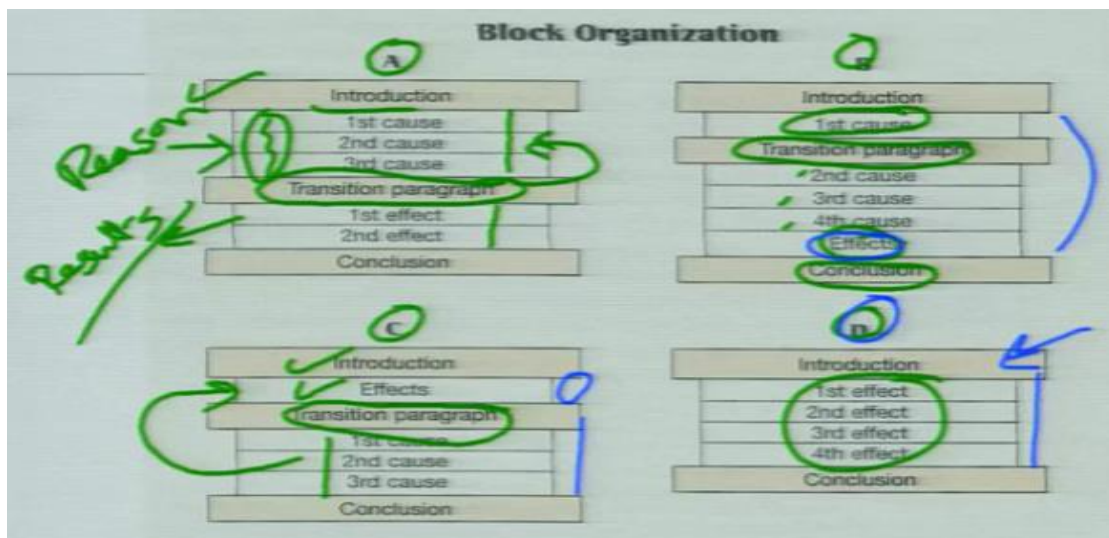 Block Organization
A
Introduction
1st cause
2nd cause
3rd cause
Transition paragraph
1st effect
2nd effect
Conclusion
Reason
Results
B
Introduction
1st cause
Transition paragraph
2nd cause
3rd cause
4th cause
Effects
Conclusion
C
Introduction
Effects
Transition paragraph
1st cause
2nd cause
3rd cause
Conclusion
D
Introduction
1st effect
2nd effect
3rd effect
4th effect
Conclusion